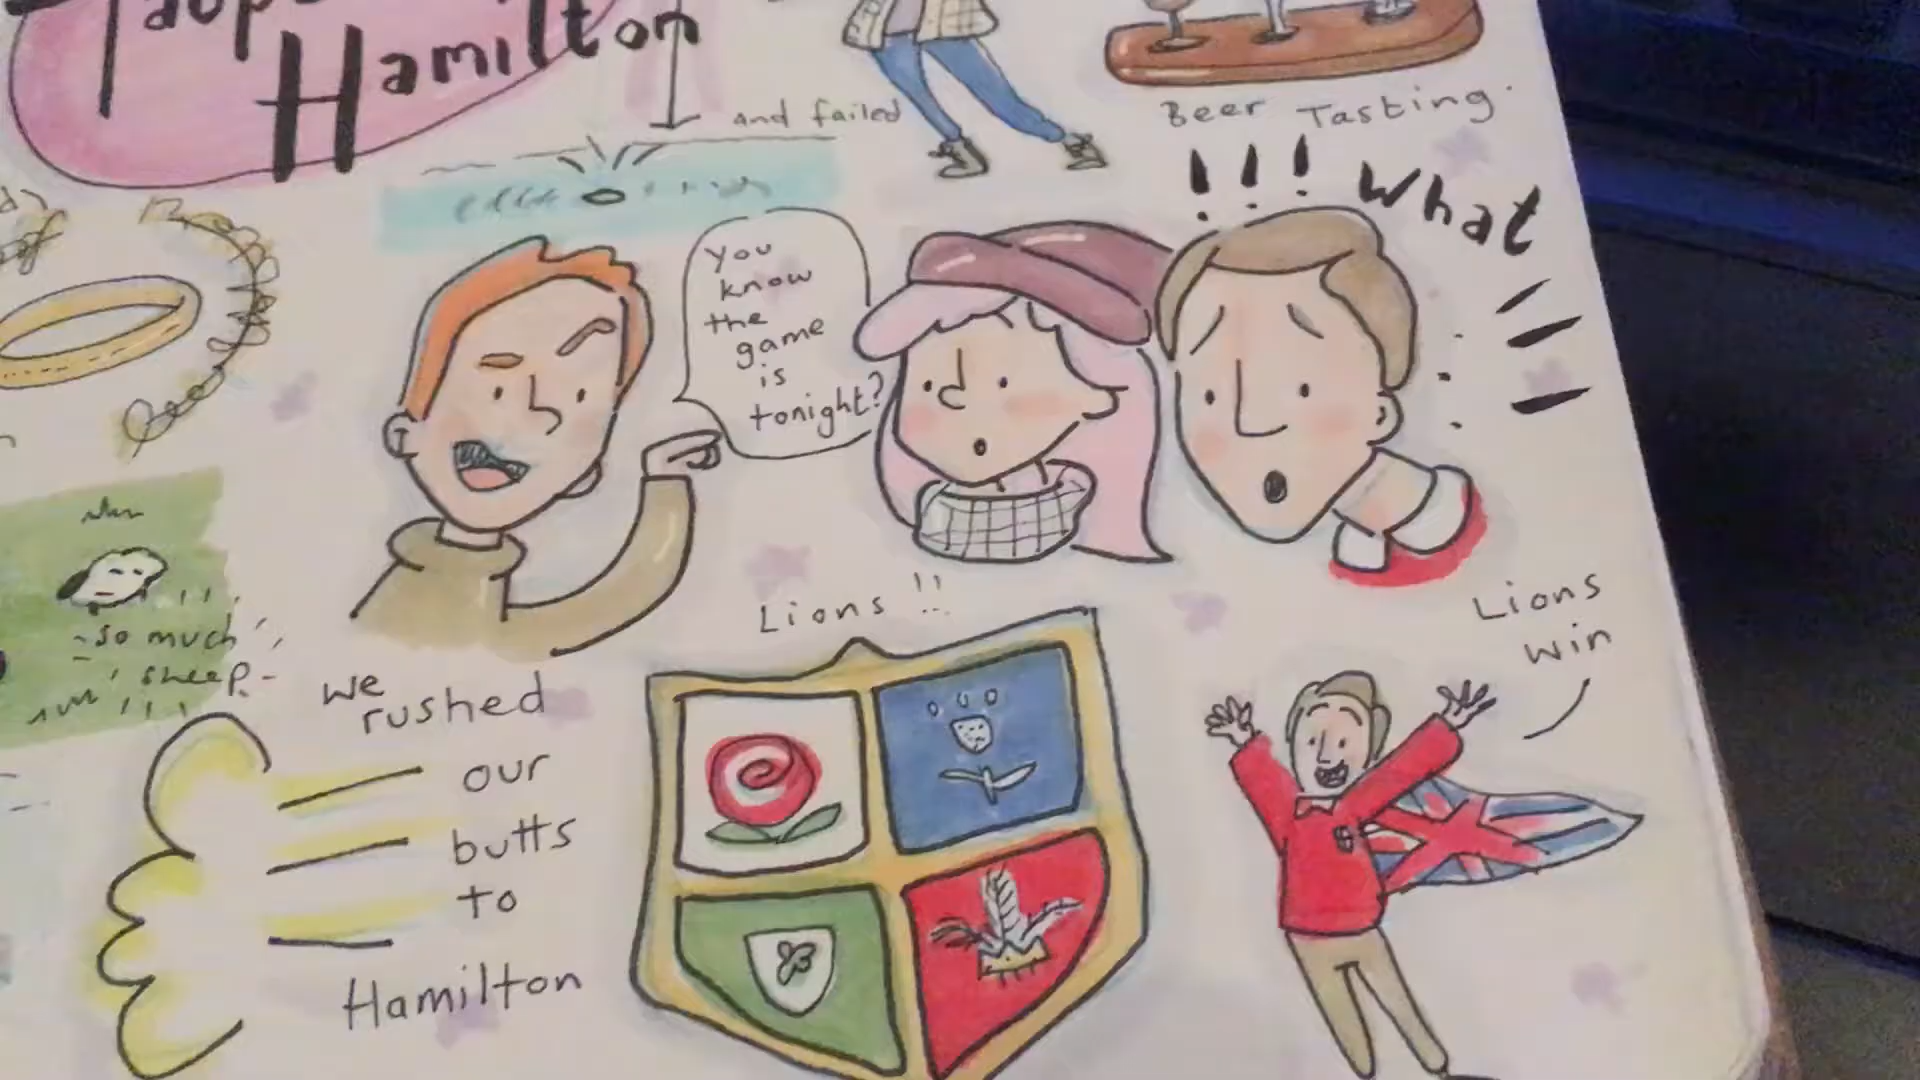 Hamilton
and failed
Beer Tasting.
!!! What
You
know
the
game
is
tonight?
Lions !!
so much
sheep
we
rushed
our
butts
to
Hamilton
Lions
win